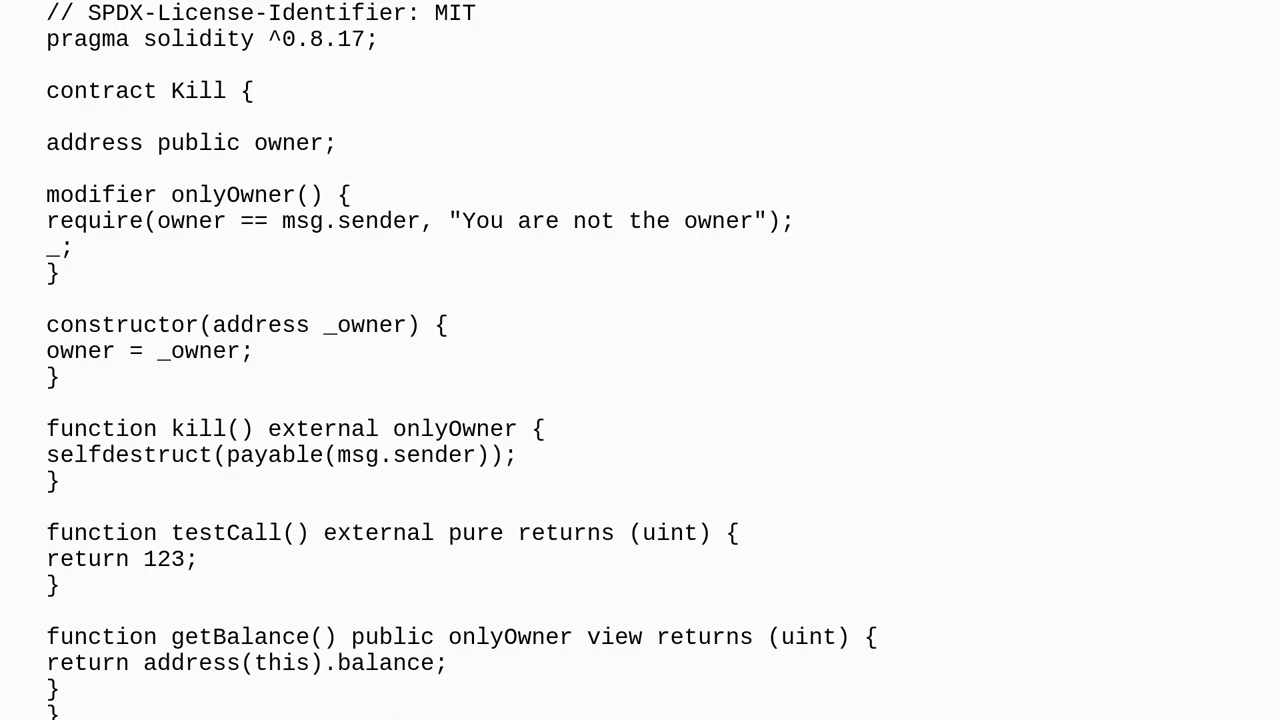 // SPDX-License-Identifier: MIT
pragma solidity ^0.8.17;
contract Kill {
address public owner;
modifier onlyOwner() {
require(owner == msg.sender, "You are not the owner");
_;
}
constructor(address _owner) {
owner = _owner;
}
function kill() external onlyOwner {
selfdestruct(payable(msg.sender));
}
function testCall() external pure returns (uint) {
return 123;
}
function getBalance() public onlyOwner view returns (uint) {
return address(this).balance;
}
}